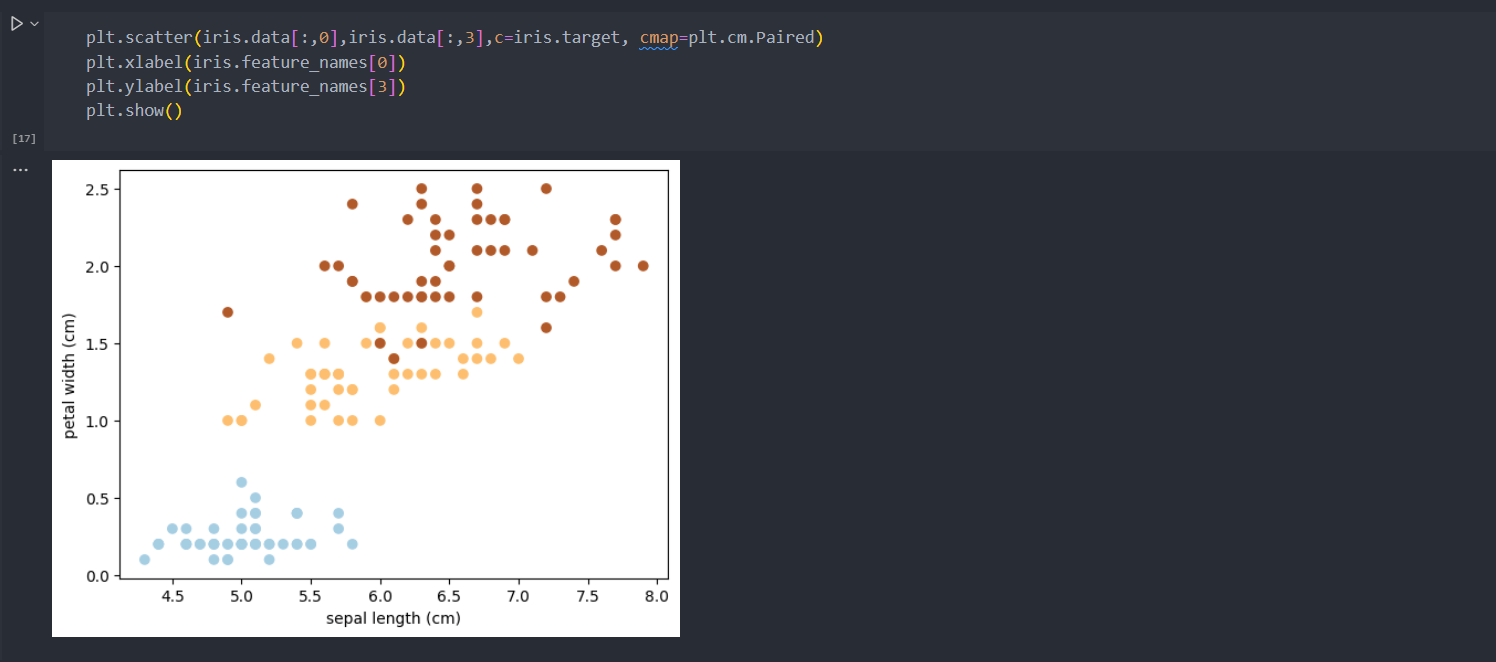 plt.scatter(iris.data[:,0],iris.data[:,3],c=iris.target, cmap=plt.cm.Paired)
plt.xlabel(iris.feature_names[0])
plt.ylabel(iris.feature_names[3])
plt.show()
[17]
...
2.5
2.0
1.5
1.0
0.5
0.0
petal width (cm)
4.5 5.0 5.5 6.0 6.5 7.0 7.5 8.0
sepal length (cm)